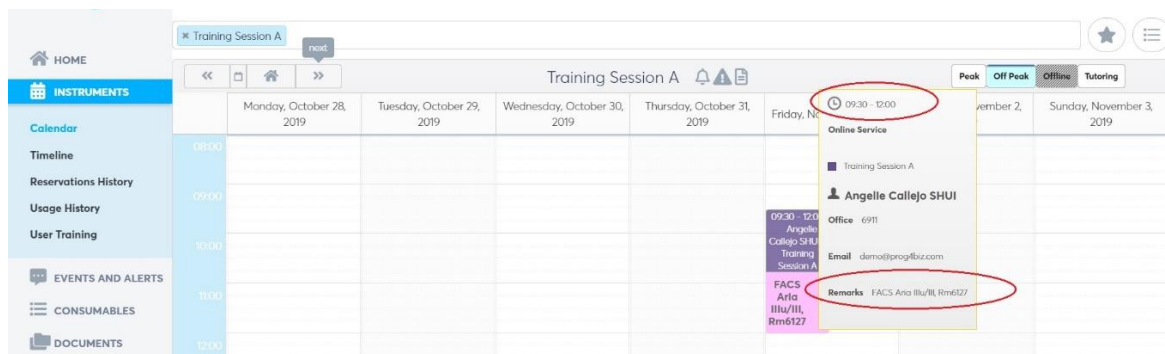 × Training Session A
next
HOME
INSTRUMENTS
Calendar
Timeline
Reservations History
Usage History
User Training
EVENTS AND ALERTS
CONSUMABLES
DOCUMENTS
Training Session A
Peak
Off Peak
Offline
Tutoring
Monday, October 28,
2019
Tuesday, October 29,
2019
Wednesday, October 30,
2019
Thursday, October 31,
2019
Friday, No
vember 2,
Sunday, November 3,
2019
08:00
09:00
10:00
11:00
12:00
09:30 - 12:0
Angelle
Callejo SHU
Training
Session A
FACS
Aria
IIIu/III,
Rm6127
09:30 - 12:00
Online Service
Training Session A
Angelle Callejo SHUI
Office 6911
Email demo@prog4biz.com
Remarks FACS Aria IIIu/III, Rm6127